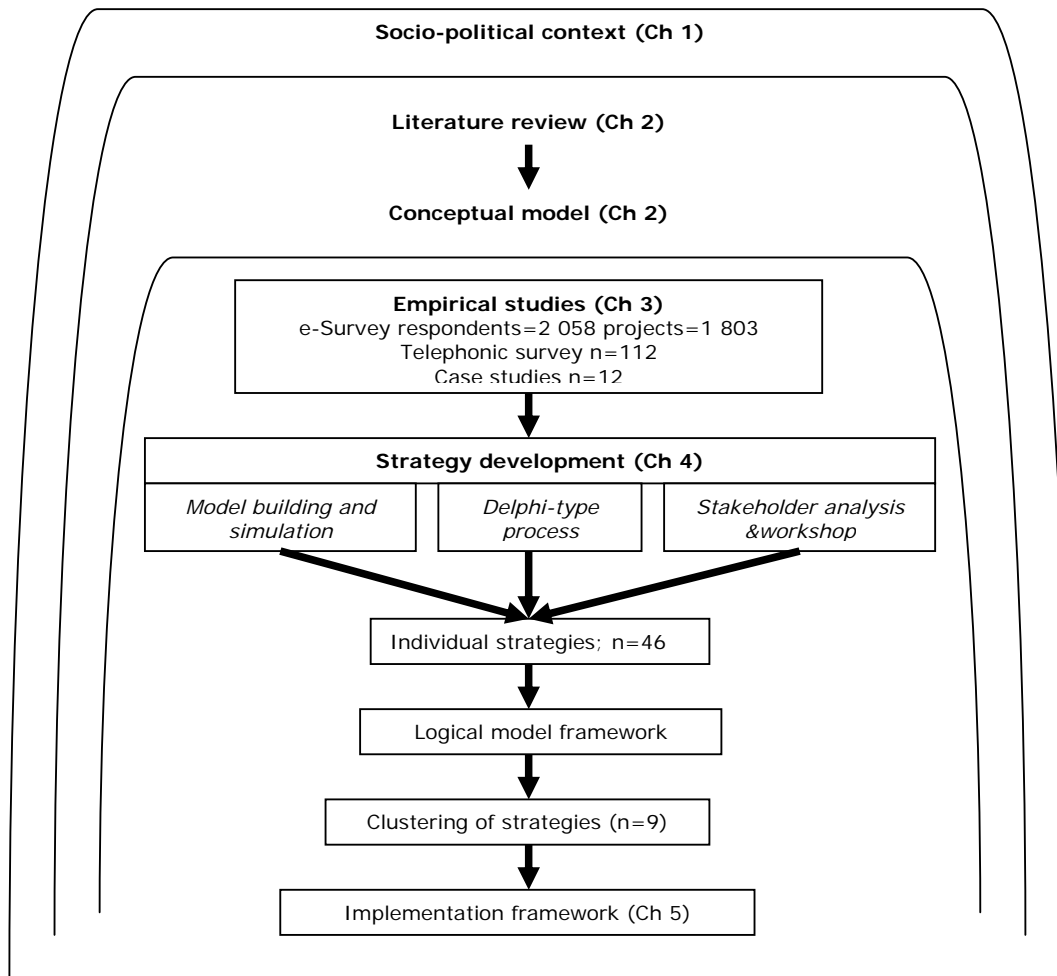 Socio-political context (Ch 1)
Literature review (Ch 2)
Conceptual model (Ch 2)
Empirical studies (Ch 3)
e-Survey respondents=2 058 projects=1 803
Telephonic survey n=112
Case studies n=12
Strategy development (Ch 4)
Model building and
simulation
Delphi-type
process
Stakeholder analysis
&workshop
Individual strategies; n=46
Logical model framework
Clustering of strategies (n=9)
Implementation framework (Ch 5)